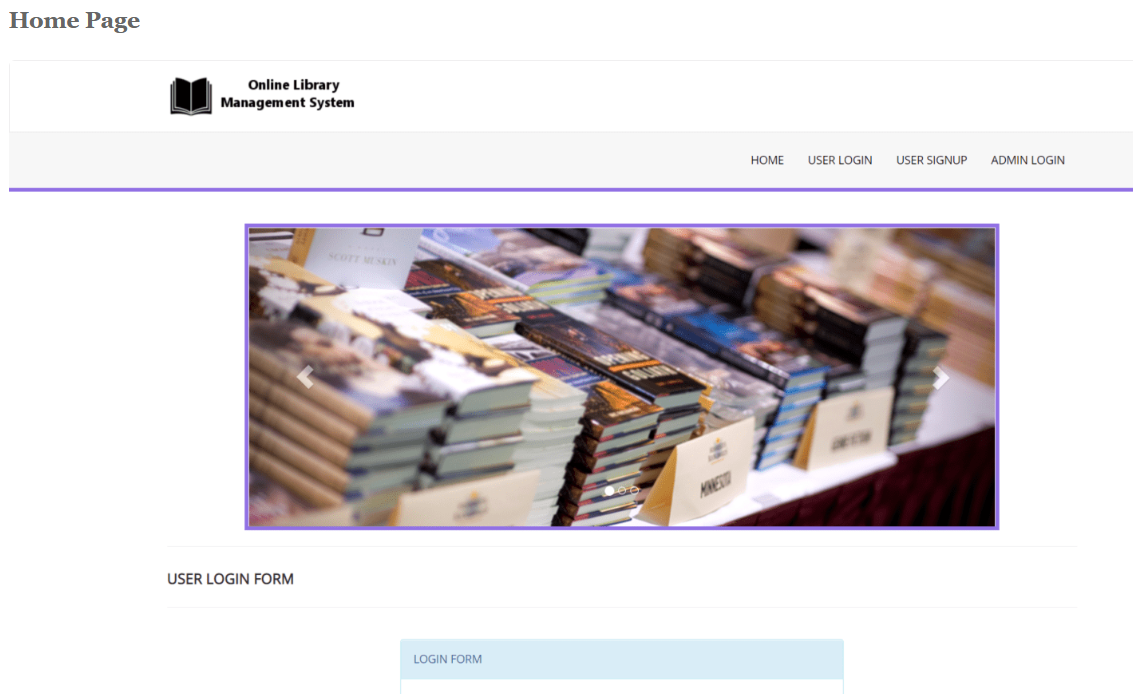 Home Page
Online Library
Management System
HOME USER LOGIN USER SIGNUP ADMIN LOGIN
SCOTT MUSKIN
MINNESOTA
USER LOGIN FORM
LOGIN FORM